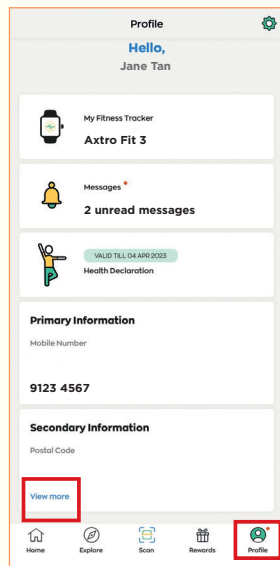 Profile
Hello,
Jane Tan
My Fitness Tracker
Axtro Fit 3
Messages
2 unread messages
VALID TILL 04 APR 2023
Health Declaration
Primary Information
Mobile Number
9123 4567
Secondary Information
Postal Code
View more
Home Explore Scan Rewards Profile